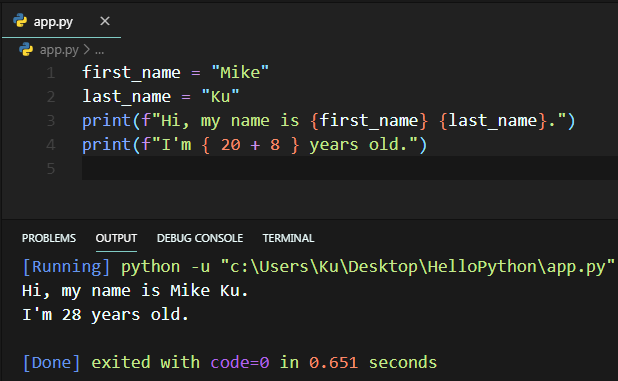 app.py ×
app.py > ...
1 first_name = "Mike"
2 last_name = "Ku"
3 print(f"Hi, my name is {first_name} {last_name}.")
4 print(f"I'm { 20 + 8 } years old.")
5
PROBLEMS OUTPUT DEBUG CONSOLE TERMINAL
[Running] python -u "c:\Users\Ku\Desktop\HelloPython\app.py"
Hi, my name is Mike Ku.
I'm 28 years old.
[Done] exited with code=0 in 0.651 seconds